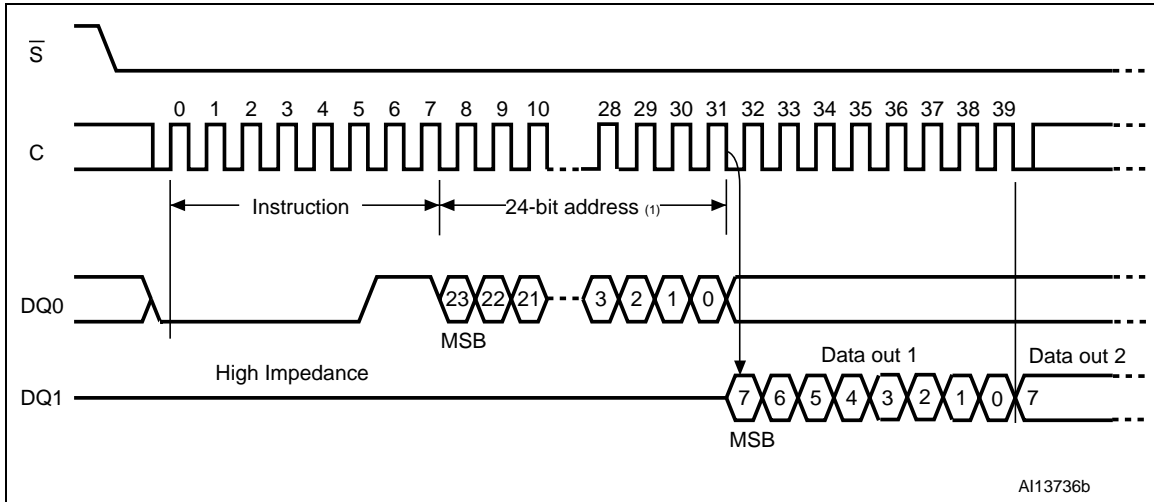 S
0 1 2 3 4 5 6 7 8 9 10 28 29 30 31 32 33 34 35 36 37 38 39
C
Instruction 24-bit address (1)
DQ0 23 22 21 3 2 1 0
MSB
High Impedance Data out 1 Data out 2
DQ1 7 6 5 4 3 2 1 0 7
MSB
AI13736b